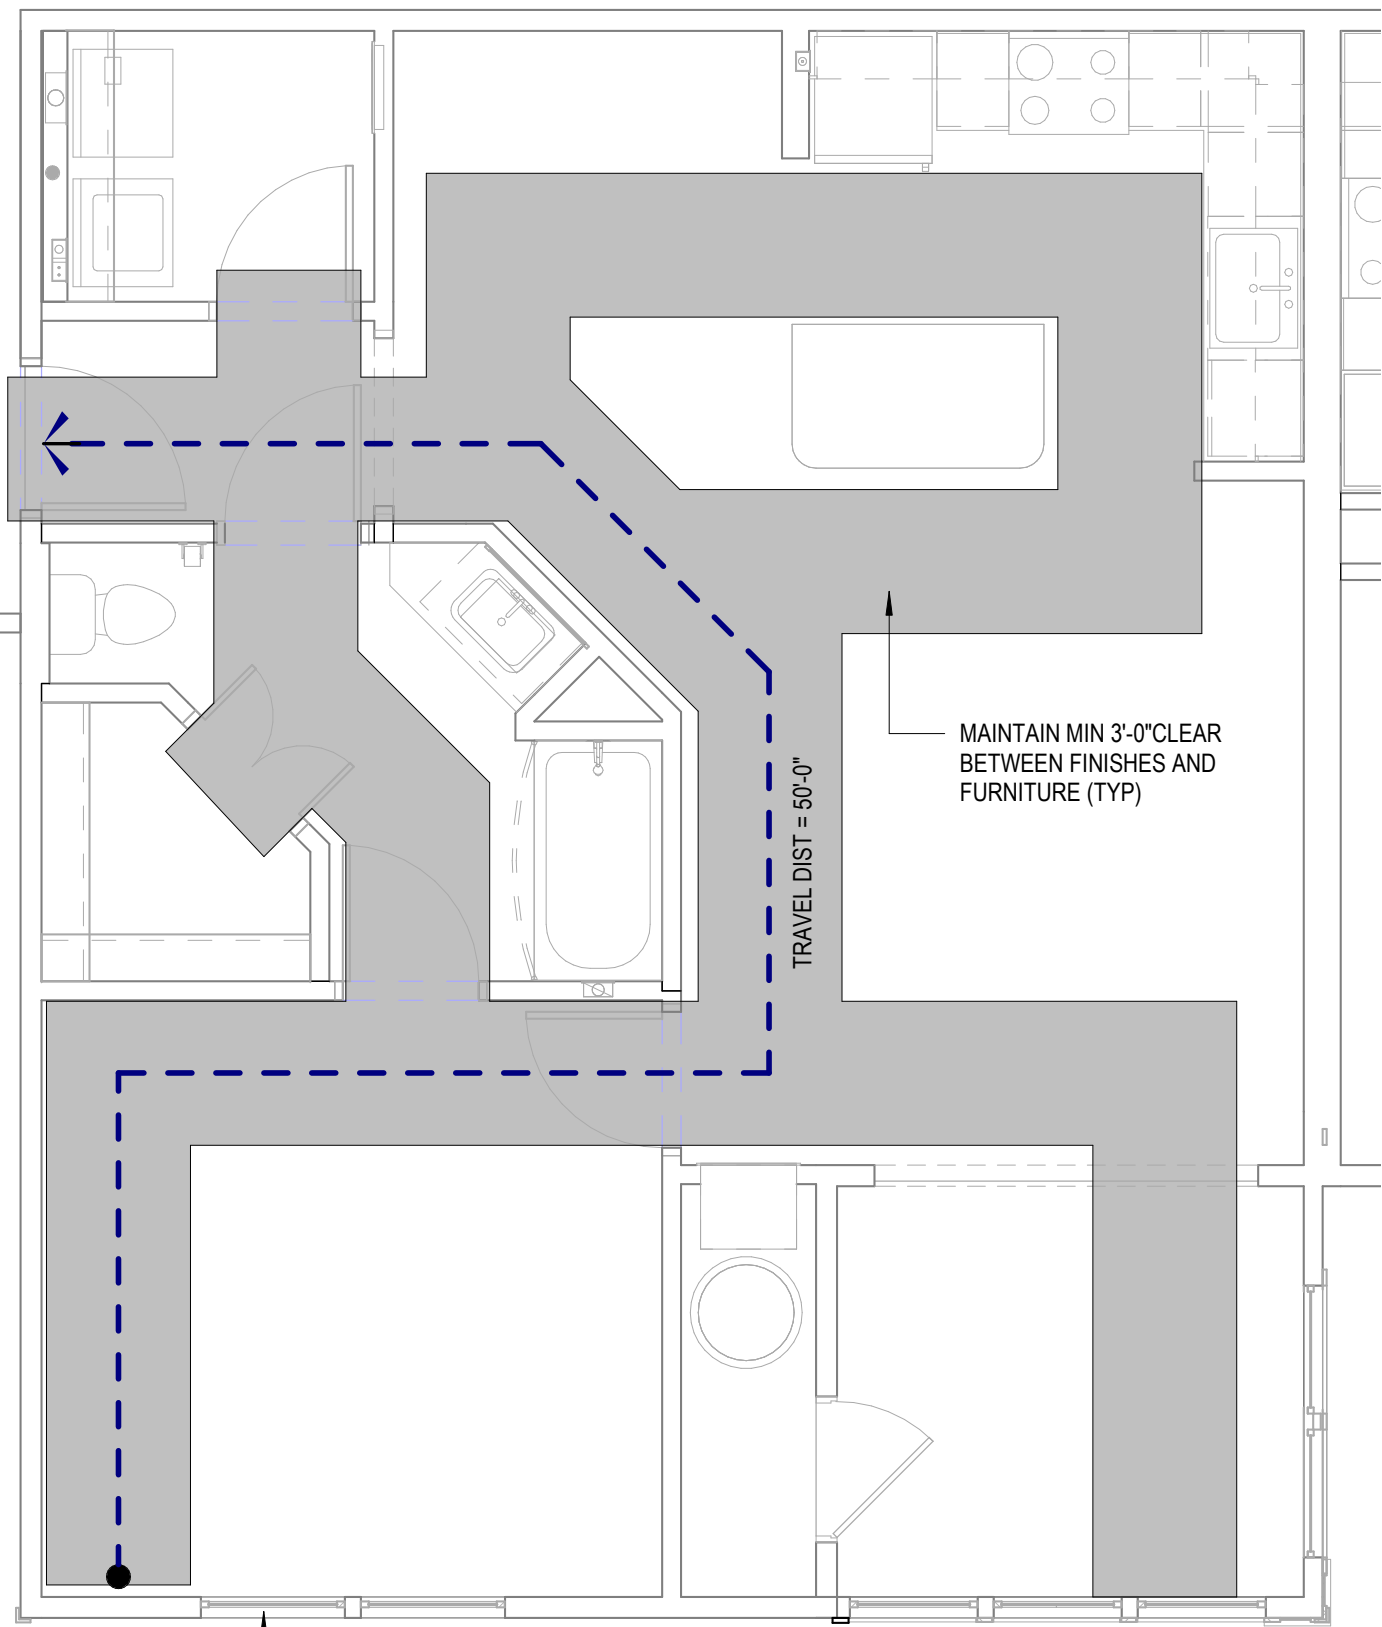 MAINTAIN MIN 3'-0"CLEAR
BETWEEN FINISHES AND
FURNITURE (TYP)
TRAVEL DIST = 50'-0"